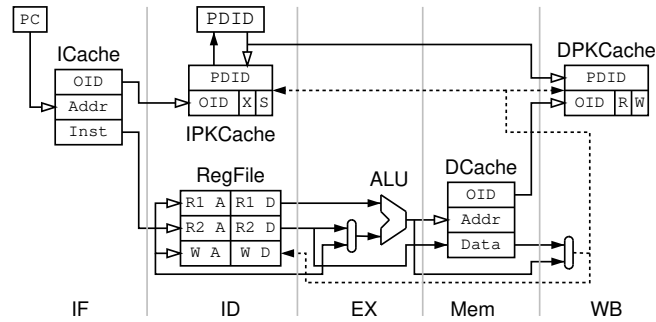 PC
PDID
ICache
DPKCache
OID
PDID
PDID
Addr
OID X S
OID R W
Inst
IPKCache
RegFile
ALU
DCache
R1 A R1 D
OID
R2 A R2 D
Addr
W A W D
Data
IF ID EX Mem WB